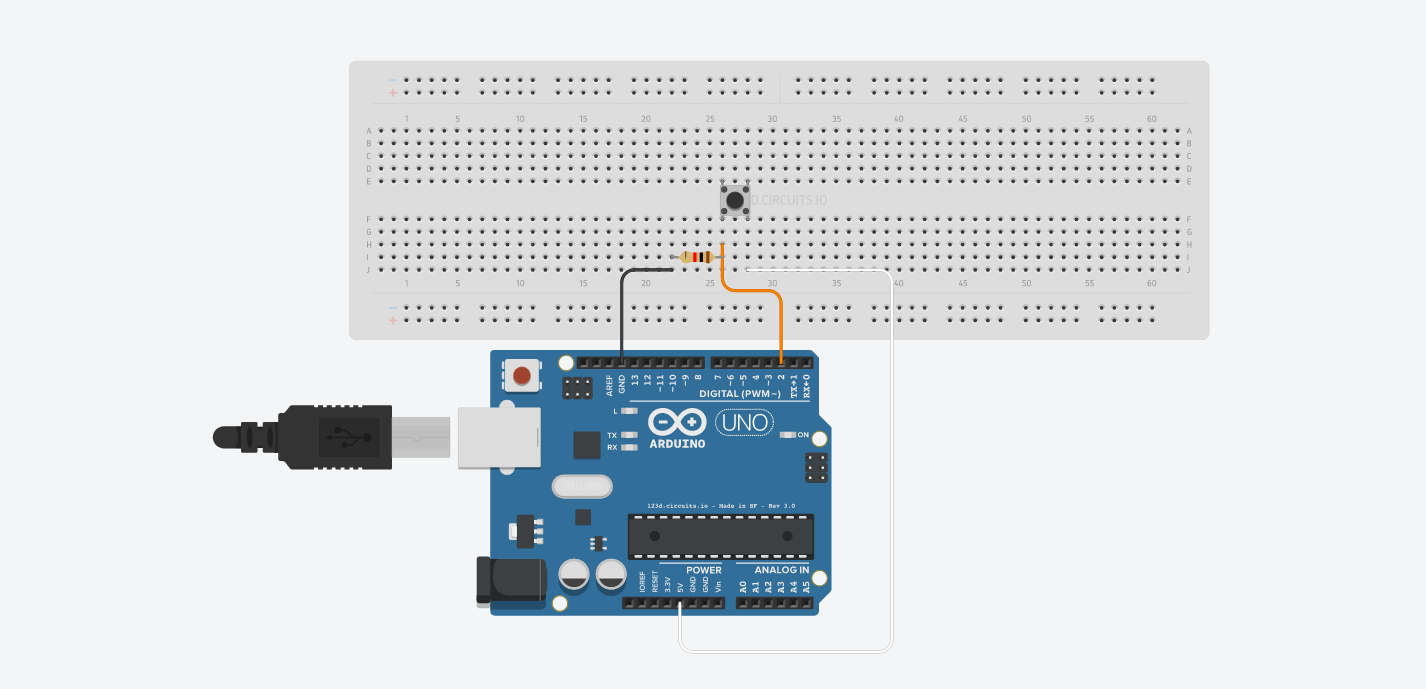 − −
+ +
1 5 10 15 20 25 30 35 40 45 50 55 60
A A
B B
C C
D D
E E
D.CIRCUITS.IO
F F
G G
H H
I I
J J
1 5 10 15 20 25 30 35 40 45 50 55 60
−
+
AREF GND 13 12 ~11 ~10 ~9 8 7 ~6 ~5 4 ~3 2 TX→1 RX←0
DIGITAL (PWM~)
L
UNO
TX
RX
ARDUINO
ON
123d.circuits.io - Made in SF - Rev 3.0
POWER ANALOG IN
IOREF RESET 3.3V 5V GND GND Vin A0 A1 A2 A3 A4 A5